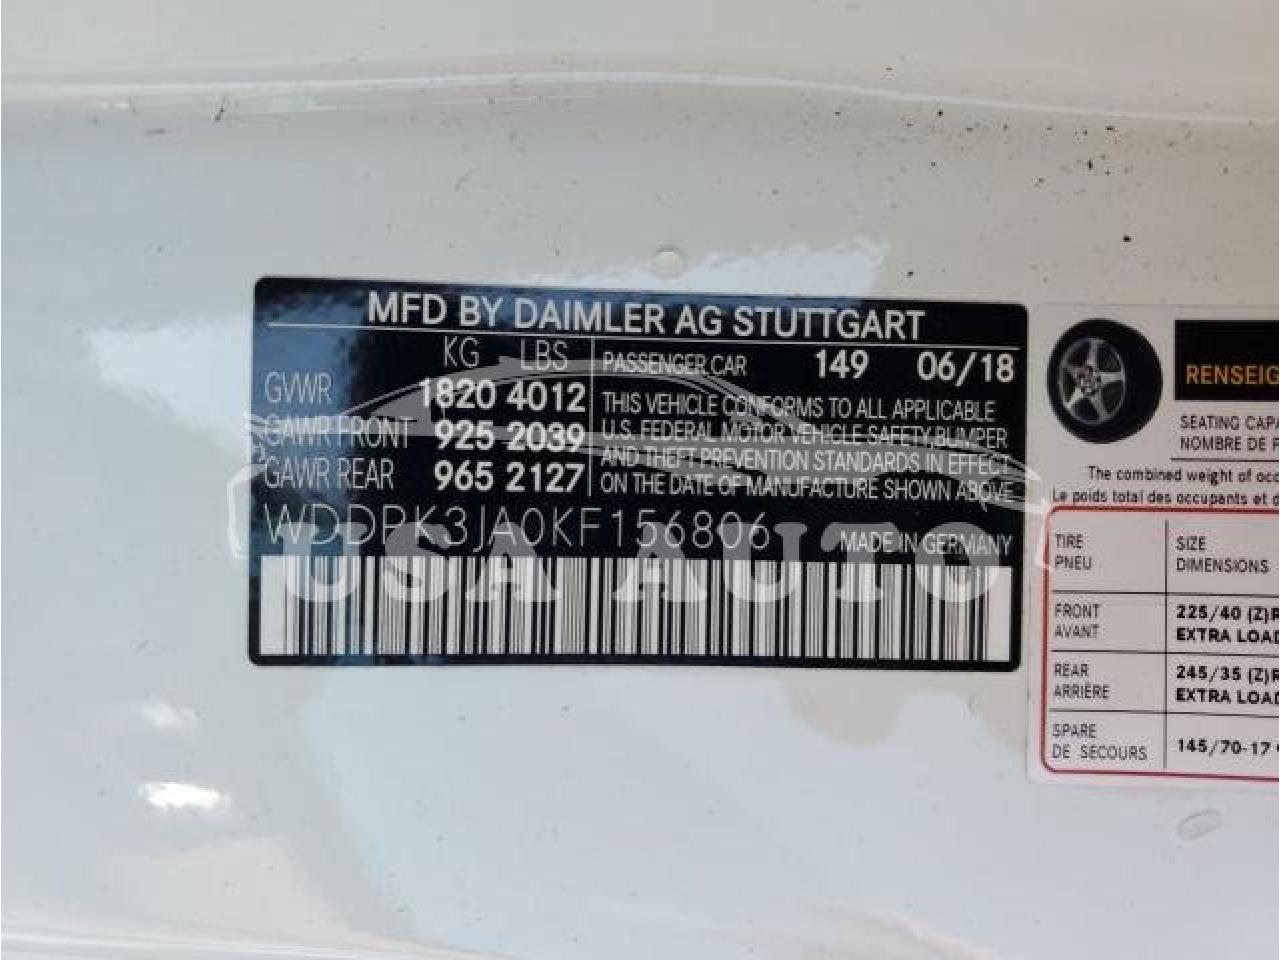 MFD BY DAIMLER AG STUTTGART
KG LBS
GVWR 1820 4012
GAWR FRONT 925 2039
GAWR REAR 965 2127
PASSENGER CAR 149 06/18
THIS VEHICLE CONFORMS TO ALL APPLICABLE
U.S. FEDERAL MOTOR VEHICLE SAFETY, BUMPER
AND THEFT PREVENTION STANDARDS IN EFFECT
ON THE DATE OF MANUFACTURE SHOWN ABOVE
WDDPK3JA0KF156806 MADE IN GERMANY
USA AUTO
RENSEIG
SEATING CAPA
NOMBRE DE P
The combined weight of occ
Le poids total des occupants et d
TIRE SIZE
PNEU DIMENSIONS
FRONT 225/40 (Z)R
AVANT EXTRA LOAD
REAR 245/35 (Z)R
ARRIÈRE EXTRA LOAD
SPARE
DE SECOURS 145/70-17